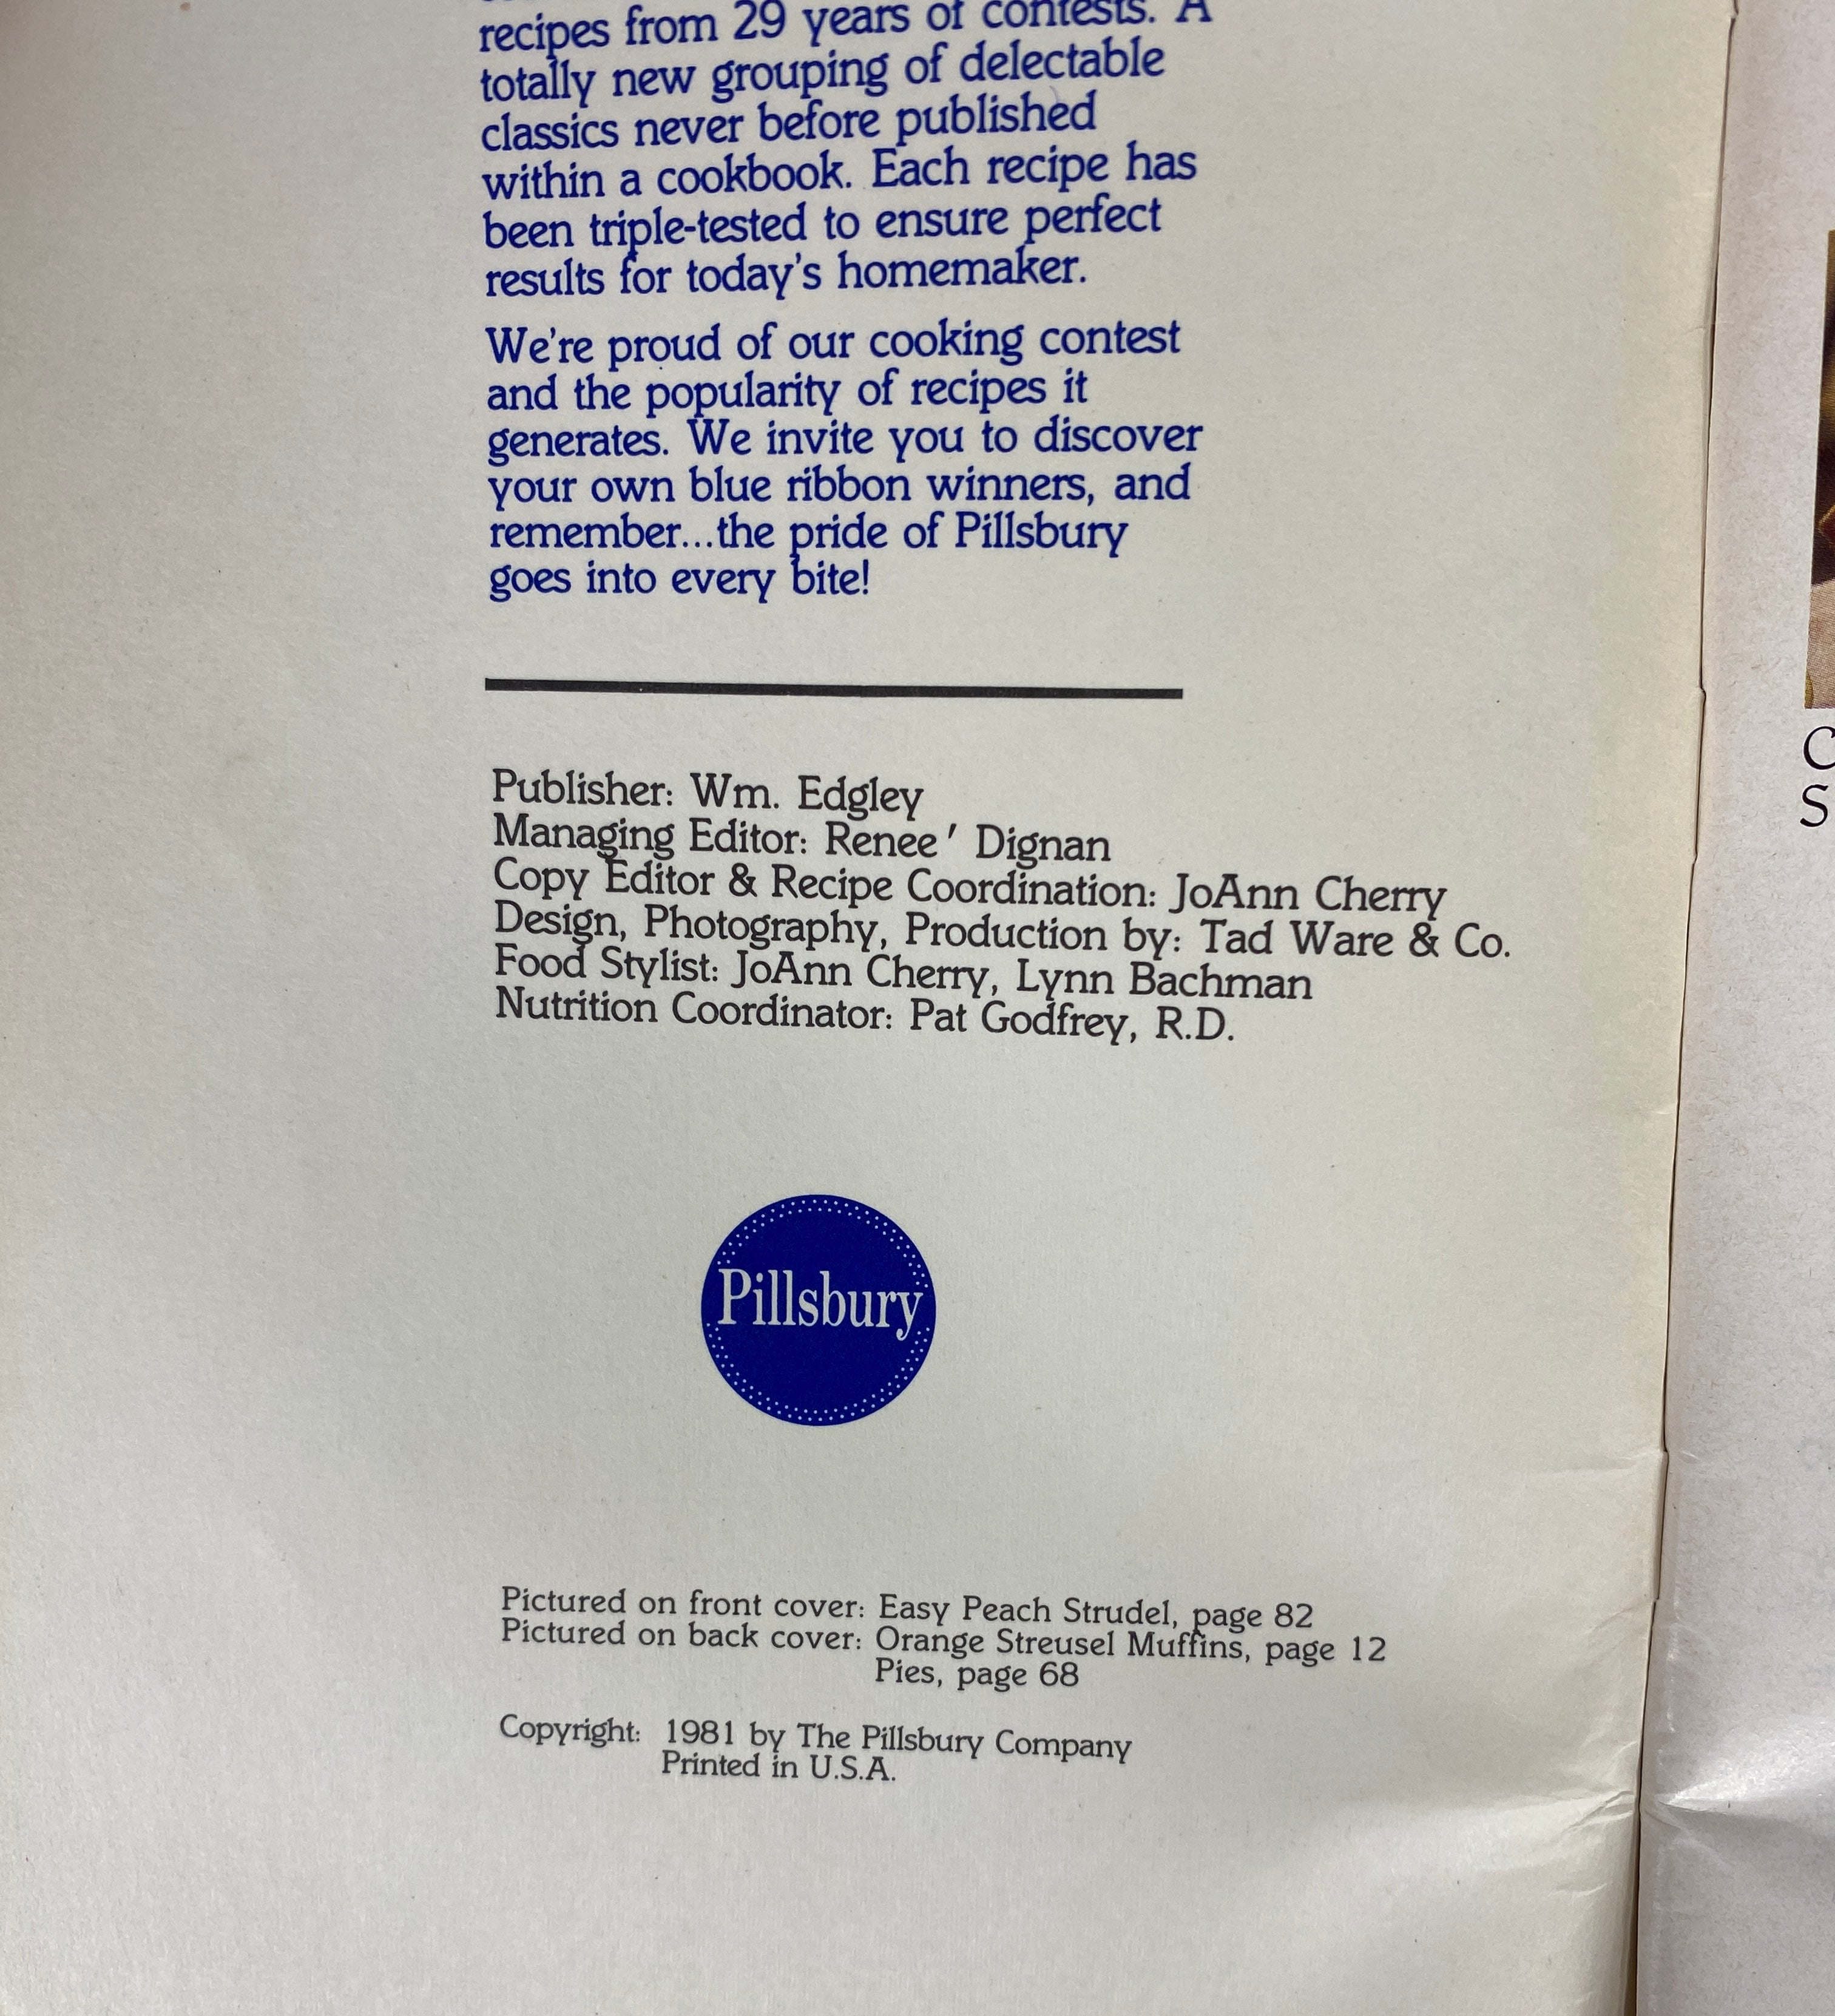 recipes from 29 years of contests. A
totally new grouping of delectable
classics never before published
within a cookbook. Each recipe has
been triple-tested to ensure perfect
results for today's homemaker.
We're proud of our cooking contest
and the popularity of recipes it
generates. We invite you to discover
your own blue ribbon winners, and
remember...the pride of Pillsbury
goes into every bite!
Publisher: Wm. Edgley
Managing Editor: Renee ' Dignan
Copy Editor & Recipe Coordination: JoAnn Cherry
Design, Photography, Production by: Tad Ware & Co.
Food Stylist: JoAnn Cherry, Lynn Bachman
Nutrition Coordinator: Pat Godfrey, R.D.
Pillsbury
Pictured on front cover: Easy Peach Strudel, page 82
Pictured on back cover: Orange Streusel Muffins, page 12
Pies, page 68
Copyright: 1981 by The Pillsbury Company
Printed in U.S.A.